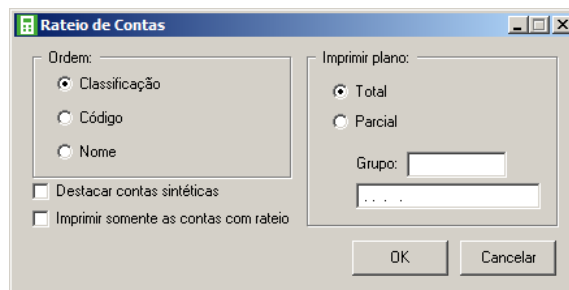 Rateio de Contas
Ordem:
Classificação
Código
Nome
Destacar contas sintéticas
Imprimir somente as contas com rateio
Imprimir plano:
Total
Parcial
Grupo:
. . . .
OK
Cancelar